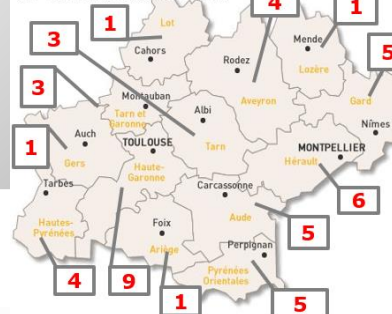 4
1
1
Lot
Mende
3
Cahors
Rodez
5
Lozère
3
Montauban
Aveyron
Gard
Albi
Tarn et
Garonne
Nîmes
Auch
TOULOUSE
MONTPELLIER
1
Gers
Tarn
Haute-
Garonne
Hérault
Tarbes
Carcassonne
6
Hautes-
Pyrénées
Foix
Aude
5
Ariège
Perpignan
4
9
Pyrénées
Orientales
1
5